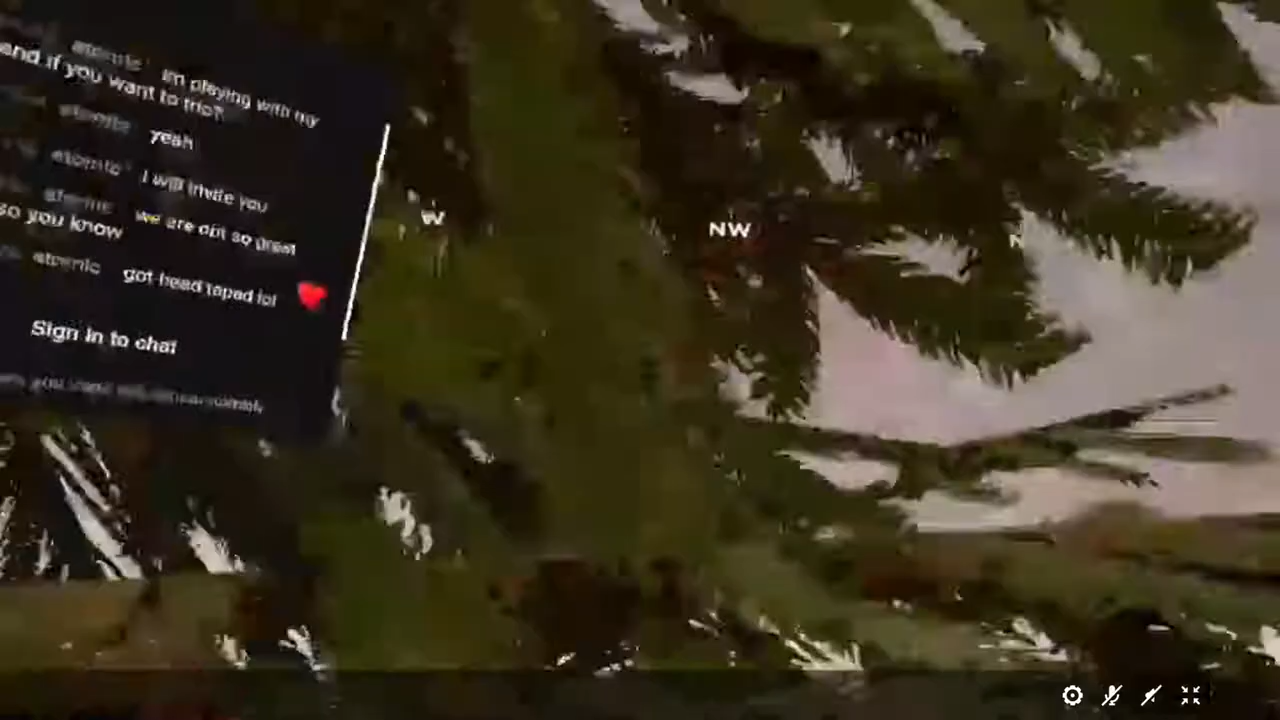 atomic im playing with my
and if you want to trio?
atomic yeah
atomic I will invite you
atomic we are not so great
so you know
atomic got head taped lol
Sign in to chat
W
NW
N